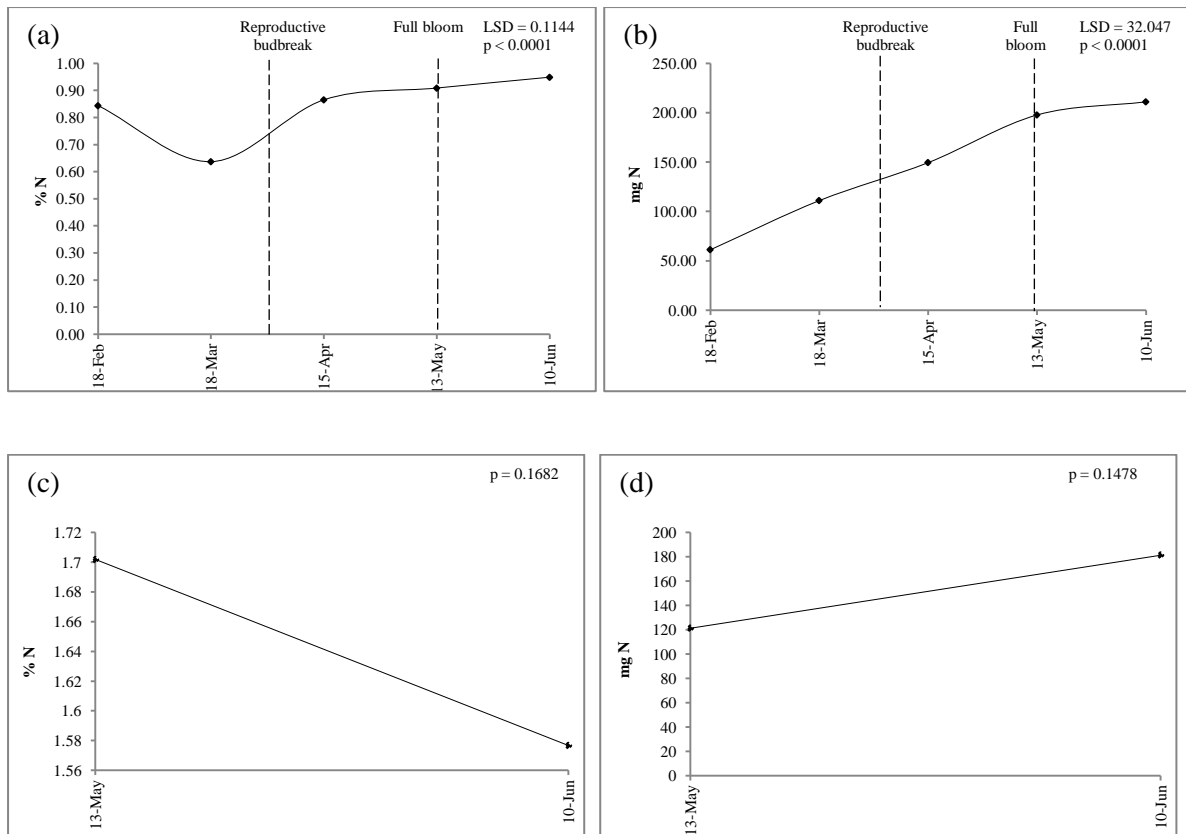 (a)
Reproductive
budbreak
Full bloom
LSD = 0.1144
p < 0.0001
1.00
0.90
0.80
0.70
0.60
0.50
0.40
0.30
0.20
0.10
0.00
% N
18-Feb
18-Mar
15-Apr
13-May
10-Jun
(b)
Reproductive
budbreak
Full
bloom
LSD = 32.047
p < 0.0001
250.00
200.00
150.00
100.00
50.00
0.00
mg N
18-Feb
18-Mar
15-Apr
13-May
10-Jun
(c)
p = 0.1682
1.72
1.7
1.68
1.66
1.64
1.62
1.6
1.58
1.56
% N
13-May
10-Jun
(d)
p = 0.1478
200
180
160
140
120
100
80
60
40
20
0
mg N
13-May
10-Jun